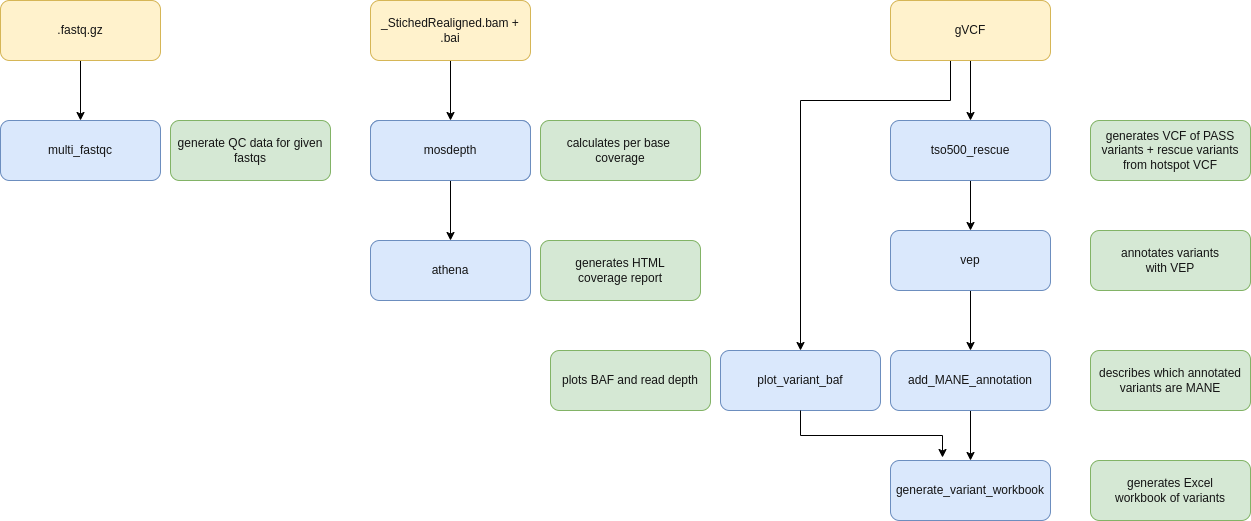 .fastq.gz
_StichedRealigned.bam +
.bai
gVCF
multi_fastqc
generate QC data for given
fastqs
mosdepth
calculates per base
coverage
tso500_rescue
generates VCF of PASS
variants + rescue variants
from hotspot VCF
athena
generates HTML
coverage report
vep
annotates variants
with VEP
plots BAF and read depth
plot_variant_baf
add_MANE_annotation
describes which annotated
variants are MANE
generate_variant_workbook
generates Excel
workbook of variants